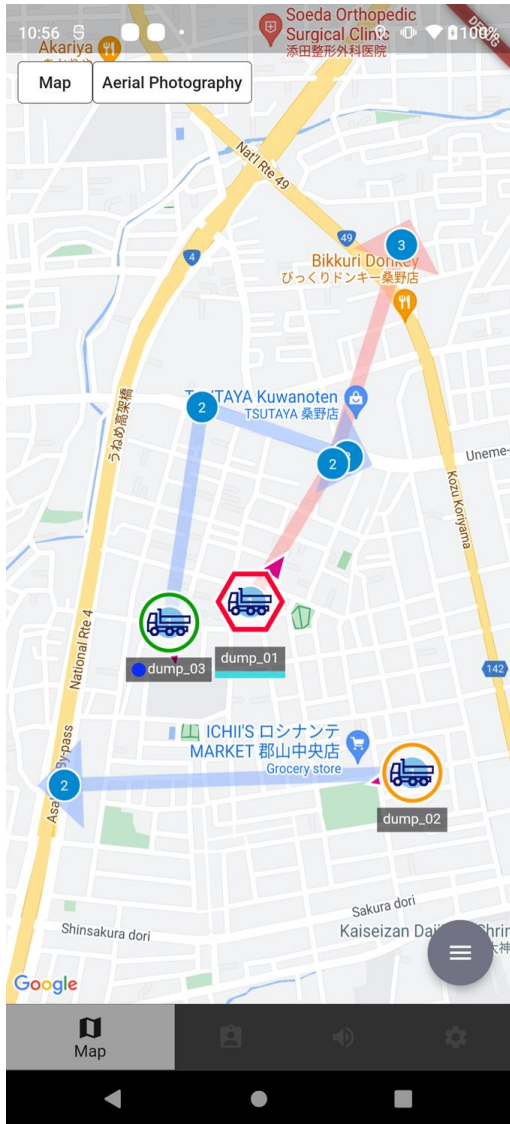 10:56
100%
DEBUG
Akariya
Soeda Orthopedic
Surgical Clinic
添田整形外科医院
Map
Aerial Photography
Nat'l Rte 49
49
4
3
Bikkuri Donkey
びっくりドンキー桑野店
うねめ高架橋
TSUTAYA Kuwanoten
TSUTAYA 桑野店
2
2
Uneme-
Kozu Koriyama
National Rte 4
dump_01
dump_03
142
ICHII'S ロシナンテ
MARKET 郡山中央店
Grocery store
By-pass
2
dump_02
Sakura dori
Shinsakura dori
Kaiseizan
Google
Map